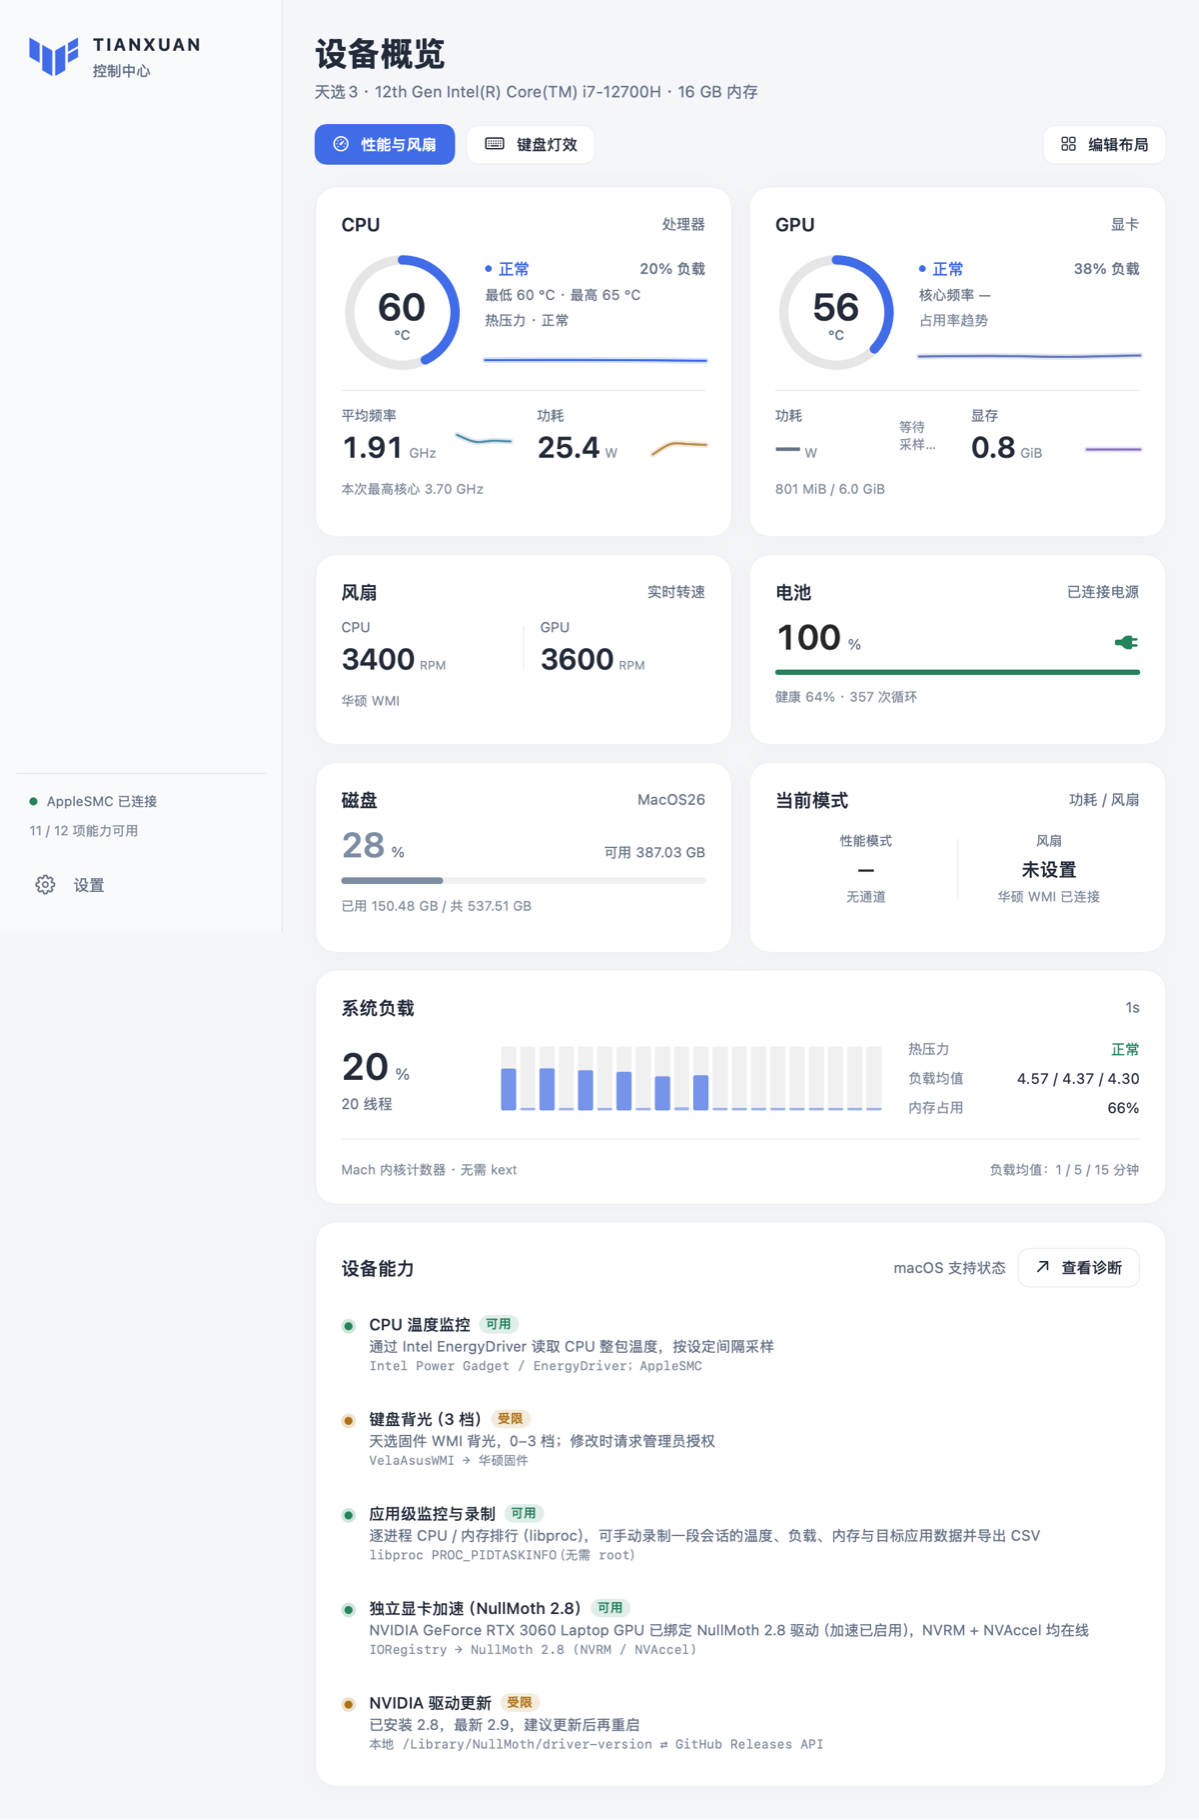 TIANXUAN
控制中心
AppleSMC 已连接
11 / 12 项能力可用
设置
设备概览
天选 3 · 12th Gen Intel(R) Core(TM) i7-12700H · 16 GB 内存
性能与风扇
键盘灯效
编辑布局
CPU
处理器
60
°C
正常
20% 负载
最低 60 °C · 最高 65 °C
热压力 · 正常
平均频率
1.91 GHz
功耗
25.4 W
本次最高核心 3.70 GHz
GPU
显卡
56
°C
正常
38% 负载
核心频率 —
占用率趋势
功耗
— W
等待
采样...
显存
0.8 GiB
801 MiB / 6.0 GiB
风扇
实时转速
CPU
3400 RPM
GPU
3600 RPM
华硕 WMI
电池
已连接电源
100 %
健康 64% · 357 次循环
磁盘
MacOS26
28 %
可用 387.03 GB
已用 150.48 GB / 共 537.51 GB
当前模式
功耗 / 风扇
性能模式
—
无通道
风扇
未设置
华硕 WMI 已连接
系统负载
1s
20 %
20 线程
热压力 正常
负载均值 4.57 / 4.37 / 4.30
内存占用 66%
Mach 内核计数器 · 无需 kext
负载均值：1 / 5 / 15 分钟
设备能力
macOS 支持状态
查看诊断
CPU 温度监控 可用
通过 Intel EnergyDriver 读取 CPU 整包温度，按设定间隔采样
Intel Power Gadget / EnergyDriver；AppleSMC
键盘背光（3 档） 受限
天选固件 WMI 背光，0–3 档；修改时请求管理员授权
VelaAsusWMI → 华硕固件
应用级监控与录制 可用
逐进程 CPU / 内存排行 (libproc)，可手动录制一段会话的温度、负载、内存与目标应用数据并导出 CSV
libproc PROC_PIDTASKINFO（无需 root）
独立显卡加速（NullMoth 2.8） 可用
NVIDIA GeForce RTX 3060 Laptop GPU 已绑定 NullMoth 2.8 驱动 (加速已启用)，NVRM + NVAccel 均在线
IORegistry → NullMoth 2.8 (NVRM / NVAccel)
NVIDIA 驱动更新 受限
已安装 2.8，最新 2.9，建议更新后再重启
本地 /Library/NullMoth/driver-version ⇄ GitHub Releases API